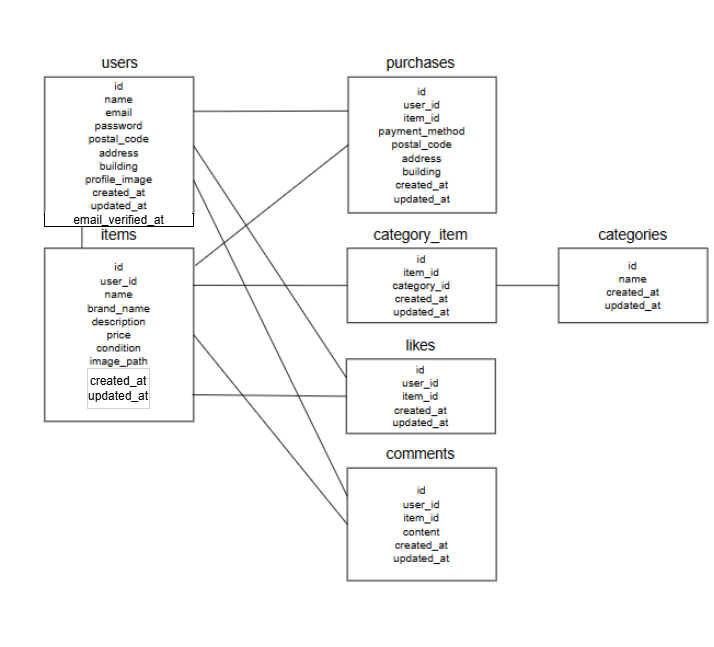 users
id
name
email
password
postal_code
address
building
profile_image
created_at
updated_at
email_verified_at
items
id
user_id
name
brand_name
description
price
condition
image_path
created_at
updated_at
purchases
id
user_id
item_id
payment_method
postal_code
address
building
created_at
updated_at
category_item
id
item_id
category_id
created_at
updated_at
categories
id
name
created_at
updated_at
likes
id
user_id
item_id
created_at
updated_at
comments
id
user_id
item_id
content
created_at
updated_at